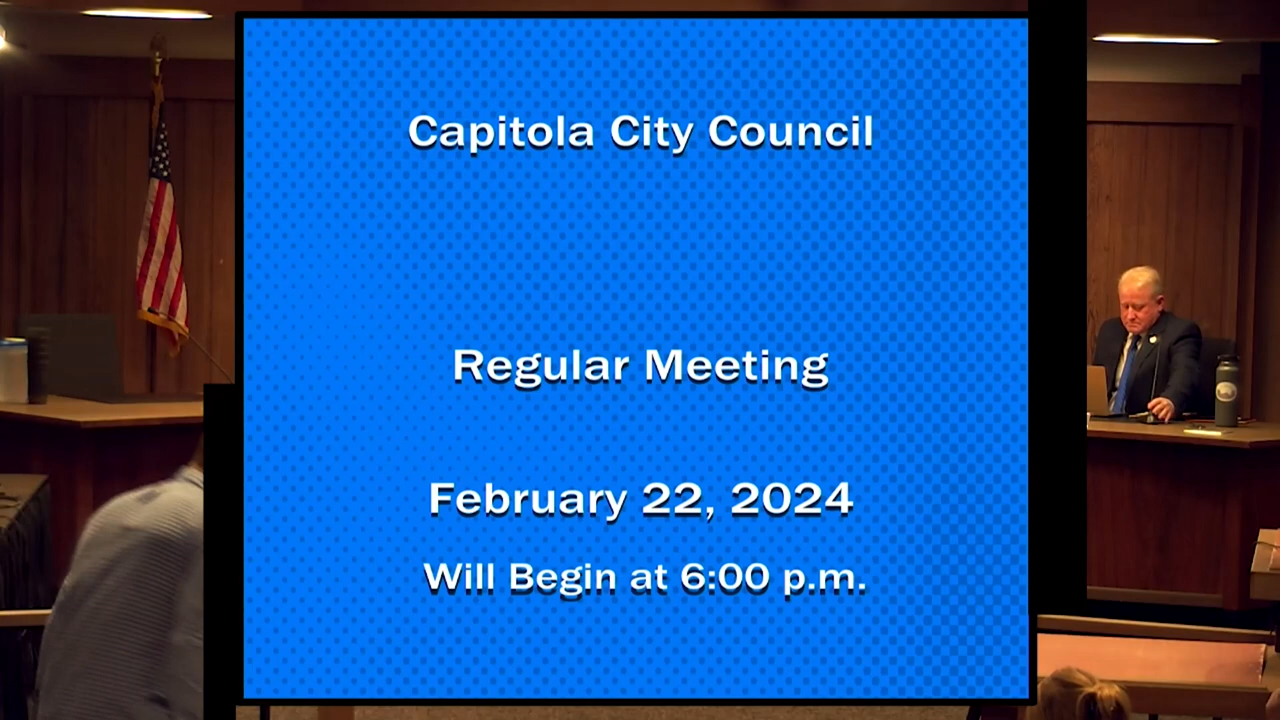 Capitola City Council
Regular Meeting
February 22, 2024
Will Begin at 6:00 p.m.